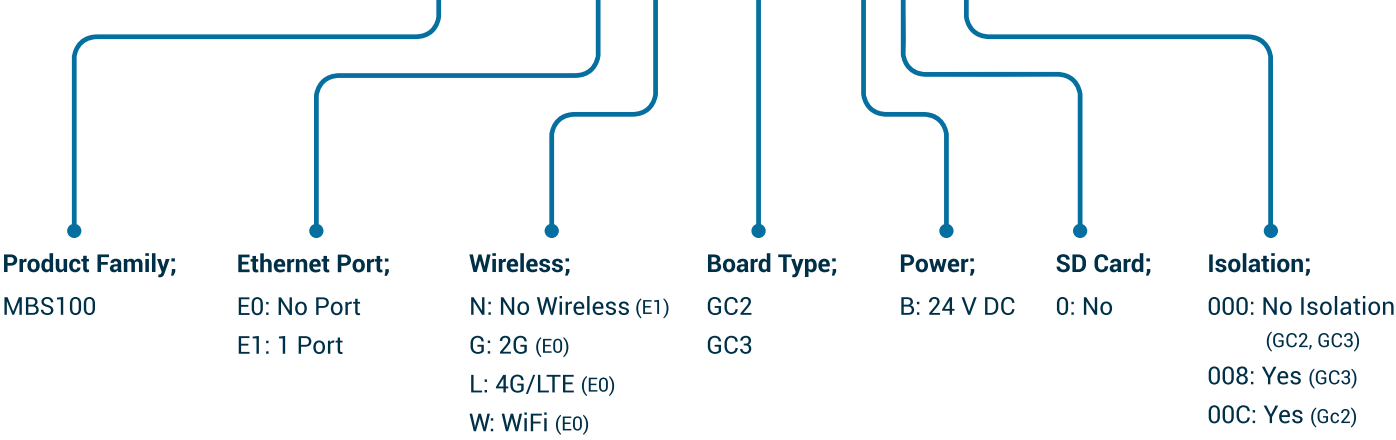 Product Family;
MBS100
Ethernet Port;
E0: No Port
E1: 1 Port
Wireless;
N: No Wireless (E1)
G: 2G (E0)
L: 4G/LTE (E0)
W: WiFi (E0)
Board Type;
GC2
GC3
Power;
B: 24 V DC
SD Card;
0: No
Isolation;
000: No Isolation
(GC2, GC3)
008: Yes (GC3)
00C: Yes (Gc2)